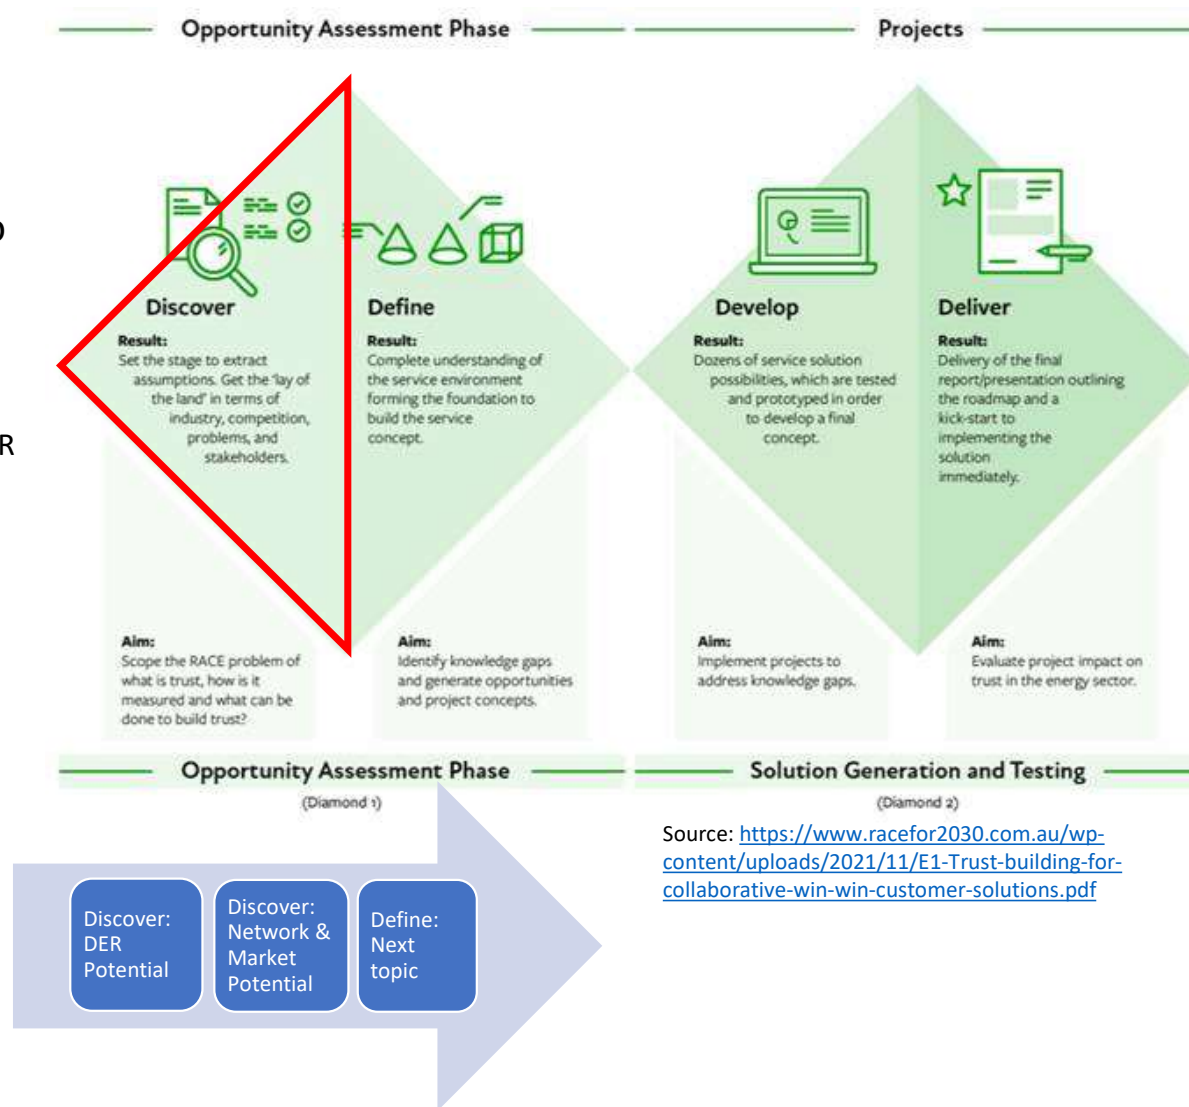 Opportunity Assessment Phase
Projects
Discover
Result:
Set the stage to extract
assumptions. Get the 'lay of
the land' in terms of
industry, competition,
problems, and
stakeholders.
Define
Result:
Complete understanding of
the service environment
forming the foundation to
build the service
concept.
Develop
Result:
Dozens of service solution
possibilities, which are tested
and prototyped in order
to develop a final
concept.
Deliver
Result:
Delivery of the final
report/presentation outlining
the roadmap and a
kick-start to
implementing the
solution
immediately.
R
Aim:
Scope the RACE problem of
what is trust, how is it
measured and what can be
done to build trust?
Aim:
Identify knowledge gaps
and generate opportunities
and project concepts.
Aim:
Implement projects to
address knowledge gaps.
Aim:
Evaluate project impact on
trust in the energy sector.
Opportunity Assessment Phase
(Diamond 1)
Solution Generation and Testing
(Diamond 2)
Source: https://www.racefor2030.com.au/wp-
content/uploads/2021/11/E1-Trust-building-for-
collaborative-win-win-customer-solutions.pdf
Discover:
DER
Potential
Discover:
Network &
Market
Potential
Define:
Next
topic